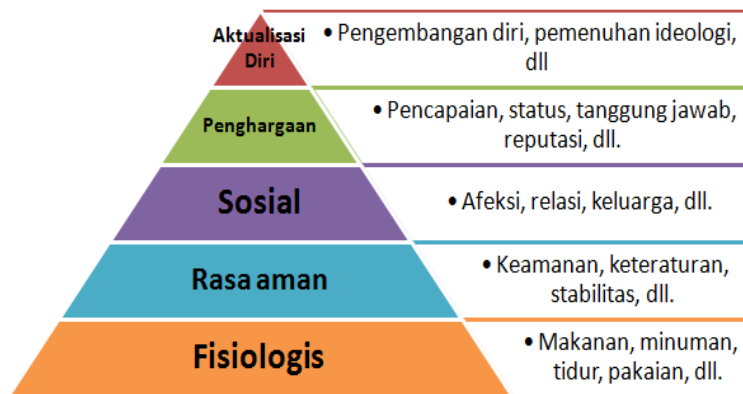 Aktualisasi
Diri
• Pengembangan diri, pemenuhan ideologi,
dll
Penghargaan
• Pencapaian, status, tanggung jawab,
reputasi, dll.
Sosial
• Afeksi, relasi, keluarga, dll.
Rasa aman
• Keamanan, keteraturan,
stabilitas, dll.
Fisiologis
• Makanan, minuman,
tidur, pakaian, dll.